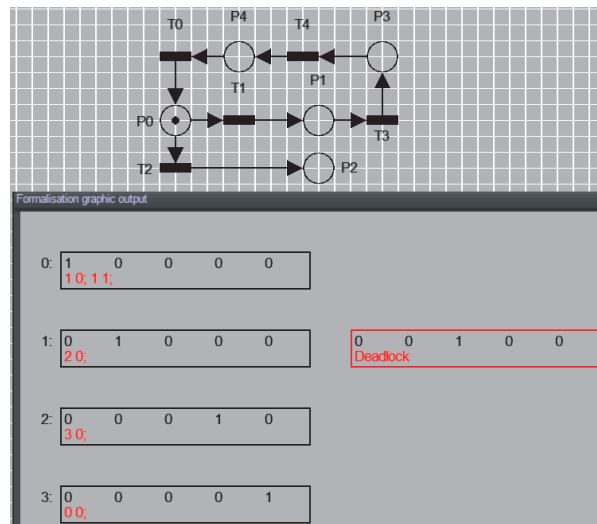 T0 P4 T4 P3
T1 P1
P0 T3
T2 P2
Formalisation graphic output
0: 1 0 0 0 0
1 0; 1 1;
1: 0 1 0 0 0 0 0 1 0 0
2 0; Deadlock
2: 0 0 0 1 0
3 0;
3: 0 0 0 0 1
0 0;